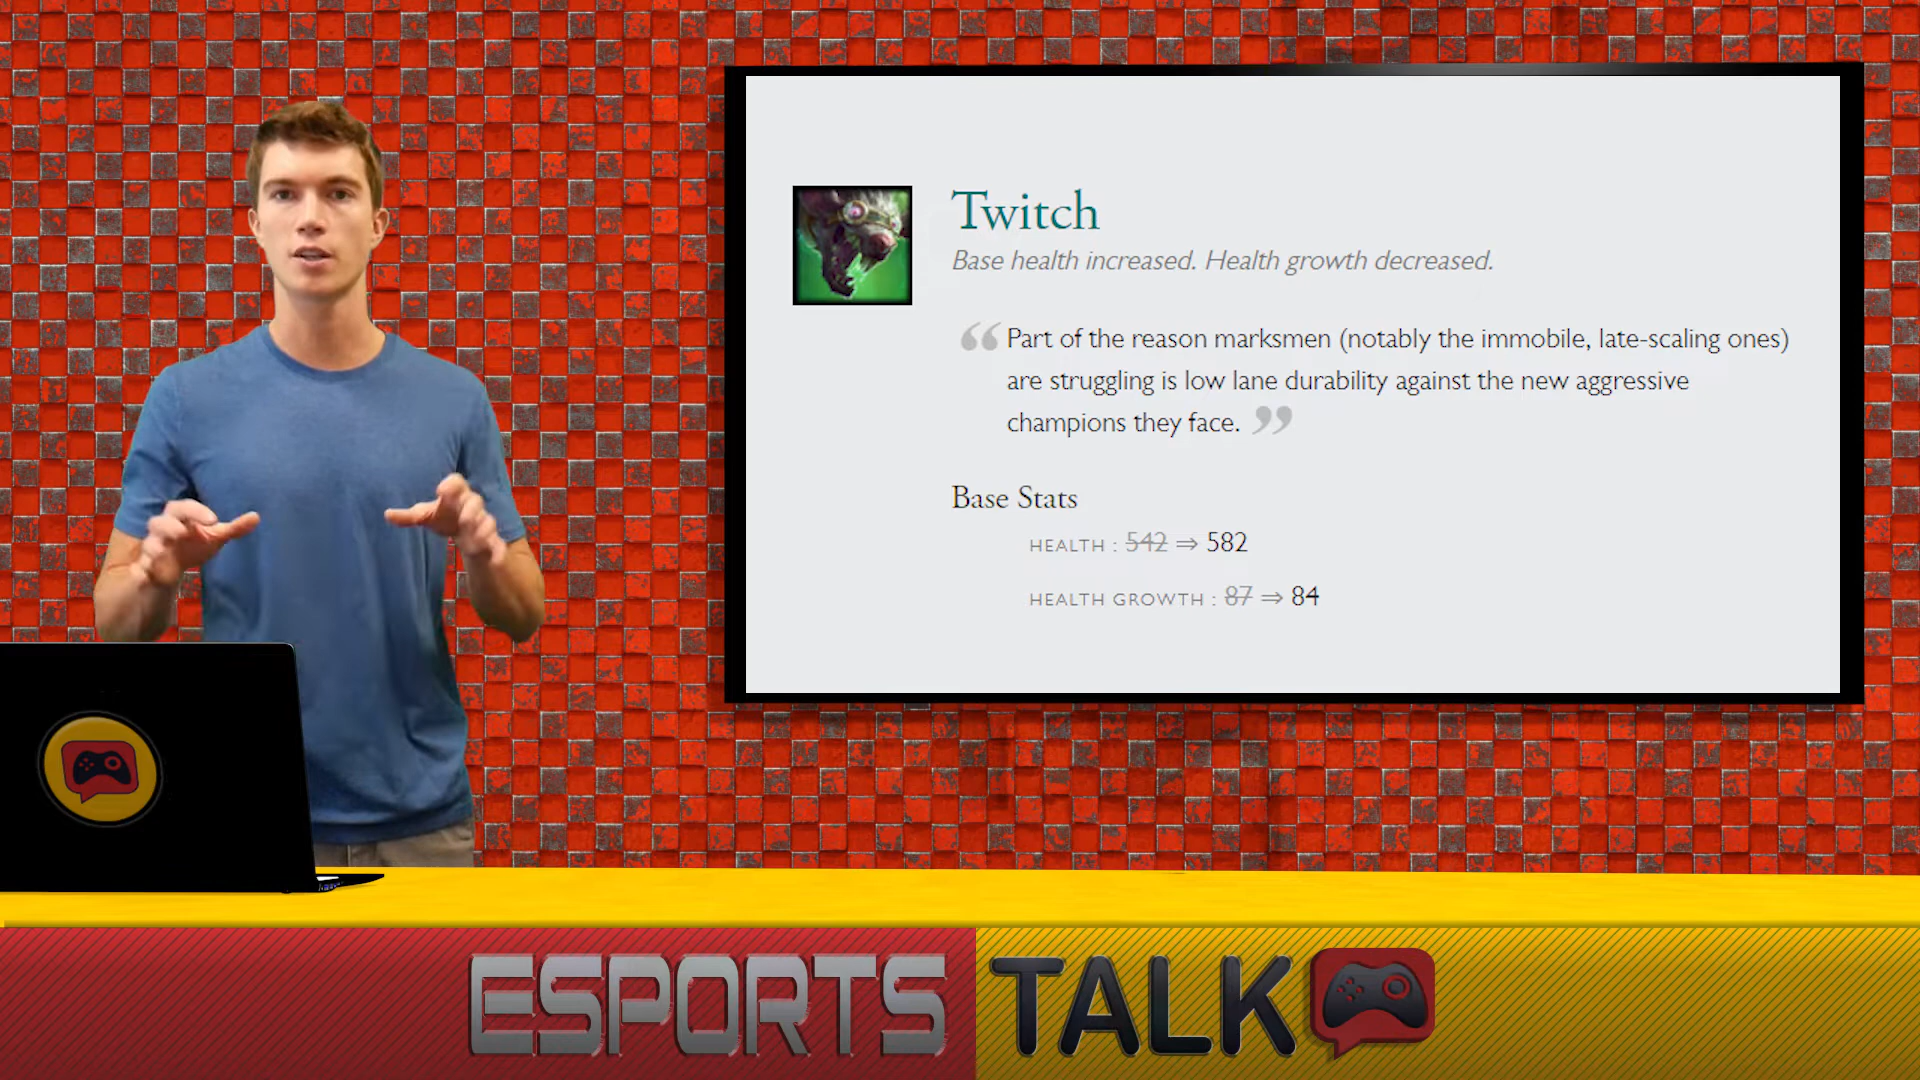 Twitch
Base health increased. Health growth decreased.
“ Part of the reason marksmen (notably the immobile, late-scaling ones)
are struggling is low lane durability against the new aggressive
champions they face. ”
Base Stats
HEALTH : 542 ⇒ 582
HEALTH GROWTH : 87 ⇒ 84
ESPORTS TALK